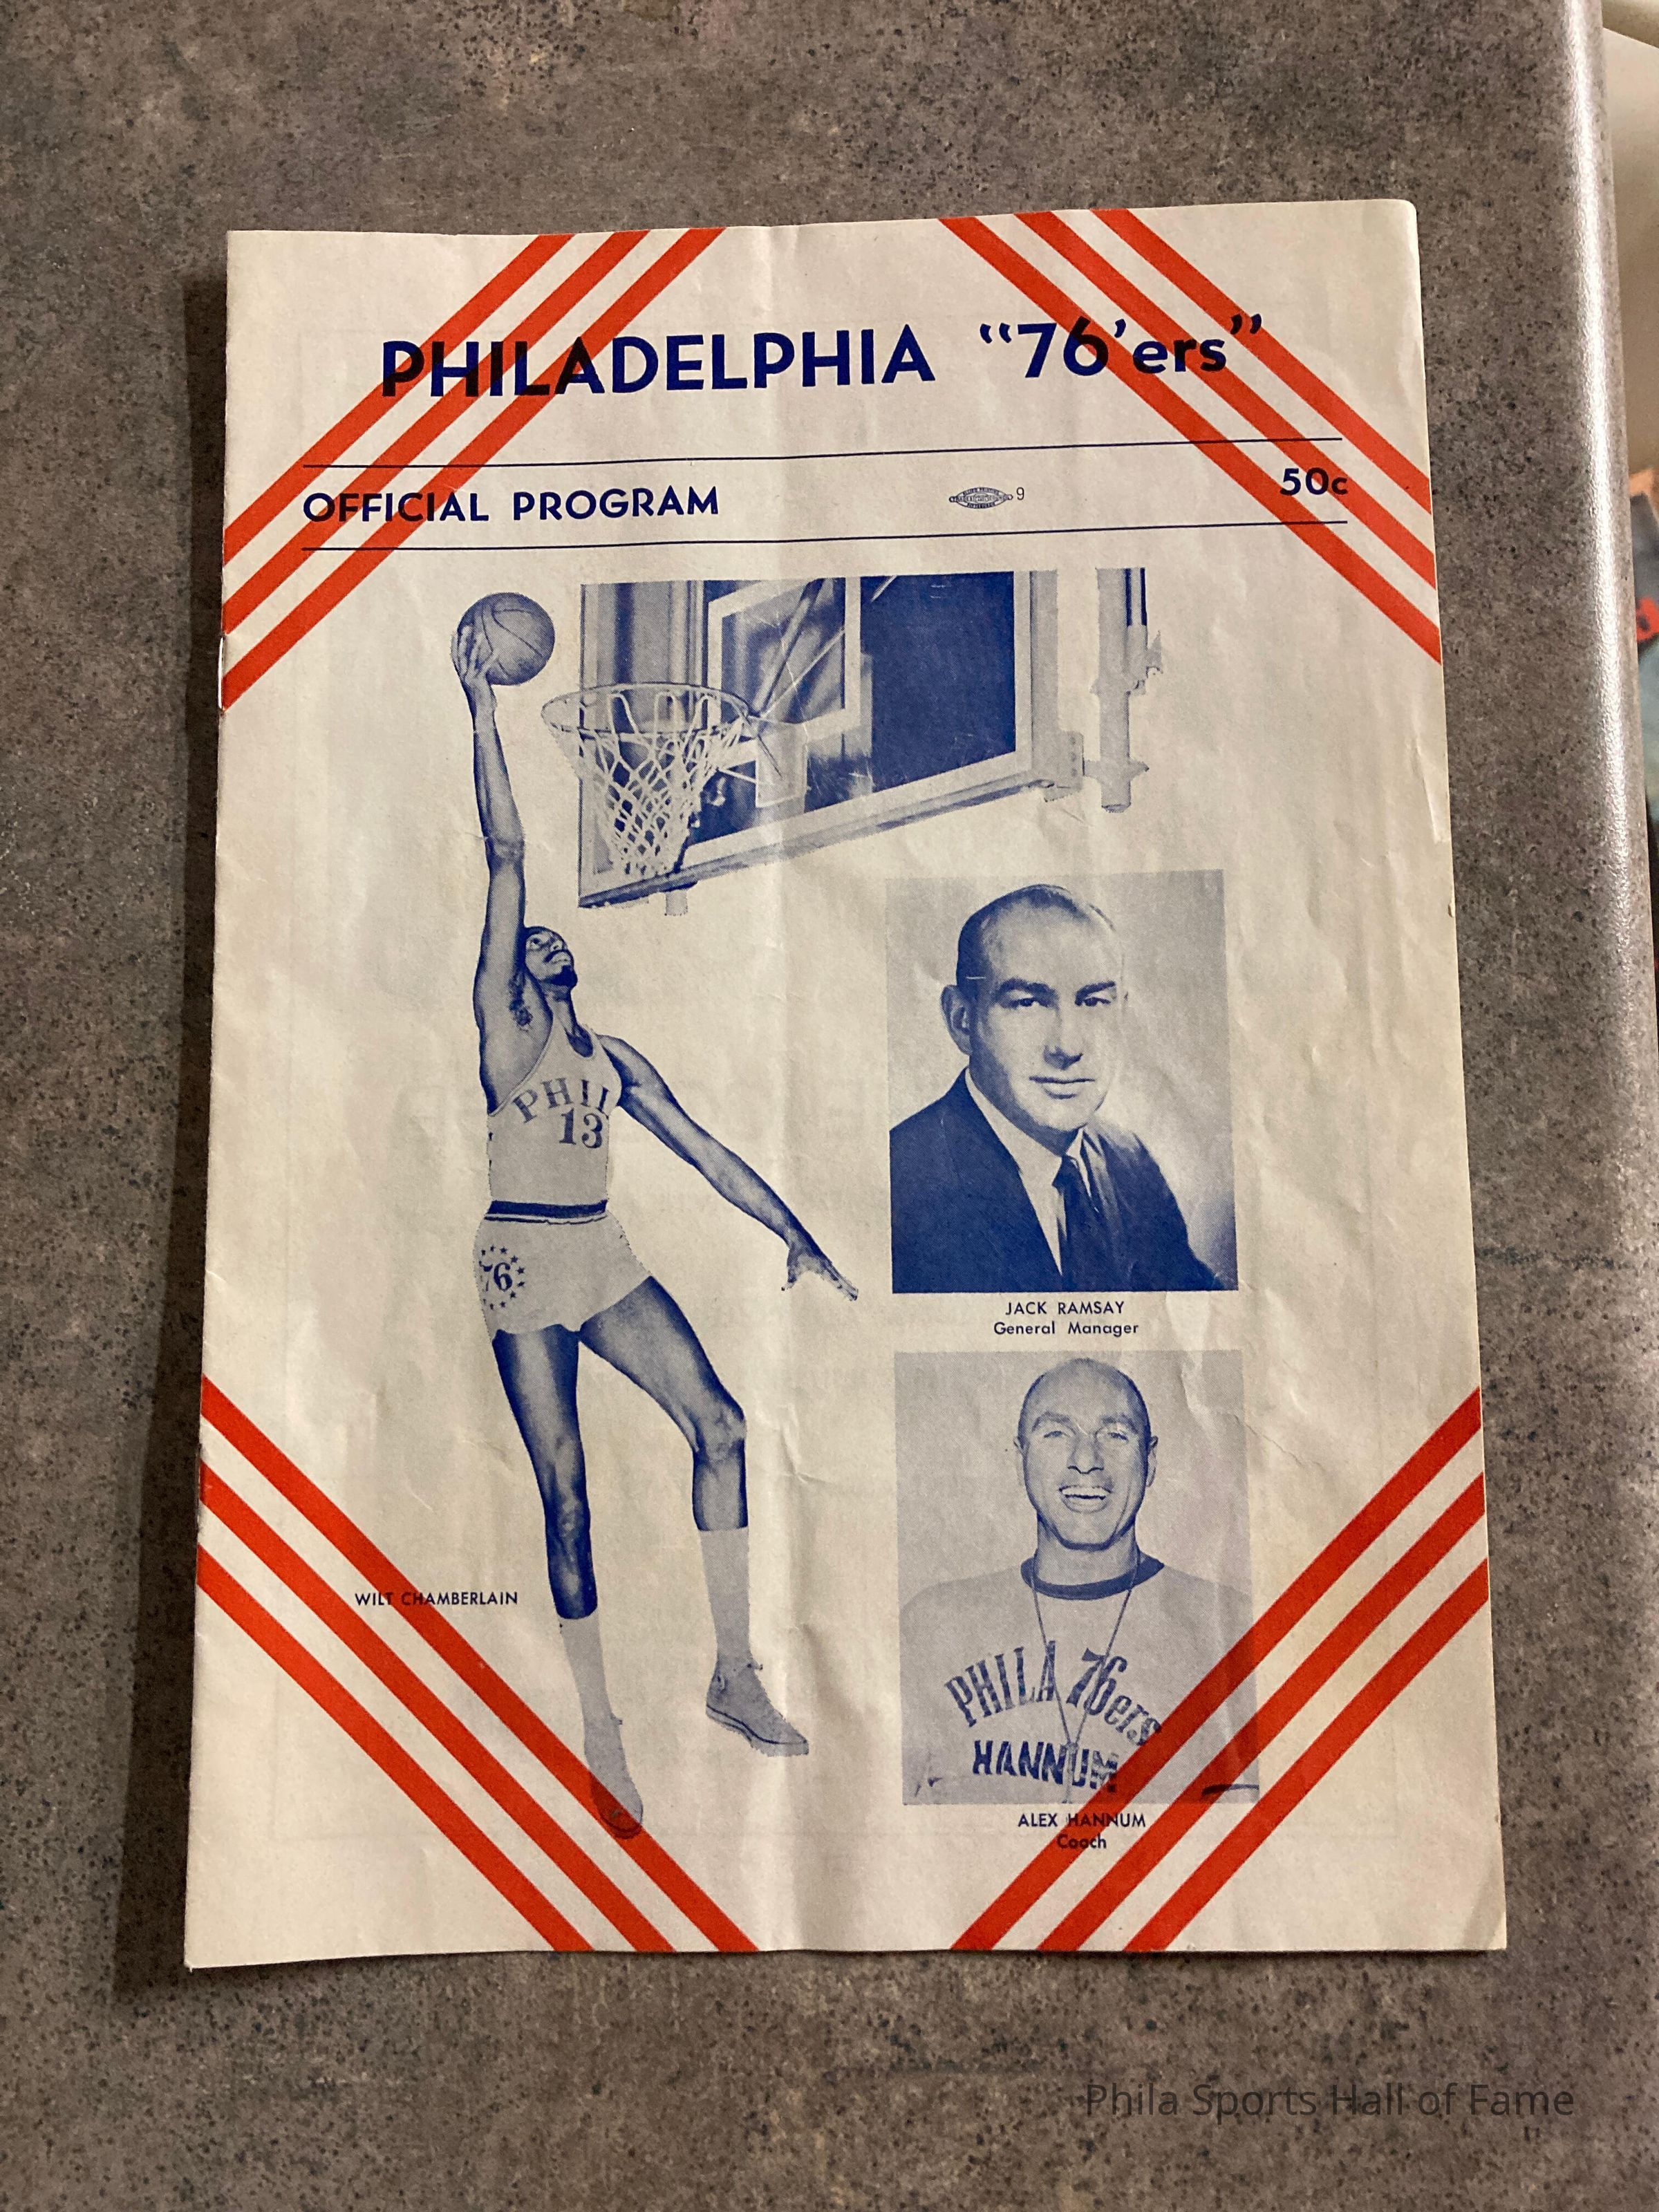 PHILADELPHIA "76'ers"
OFFICIAL PROGRAM 9 50c
PHIL
13
76
JACK RAMSAY
General Manager
WILT CHAMBERLAIN
PHILA 76ers
HANNUM
ALEX HANNUM
Coach
Phila Sports Hall of Fame